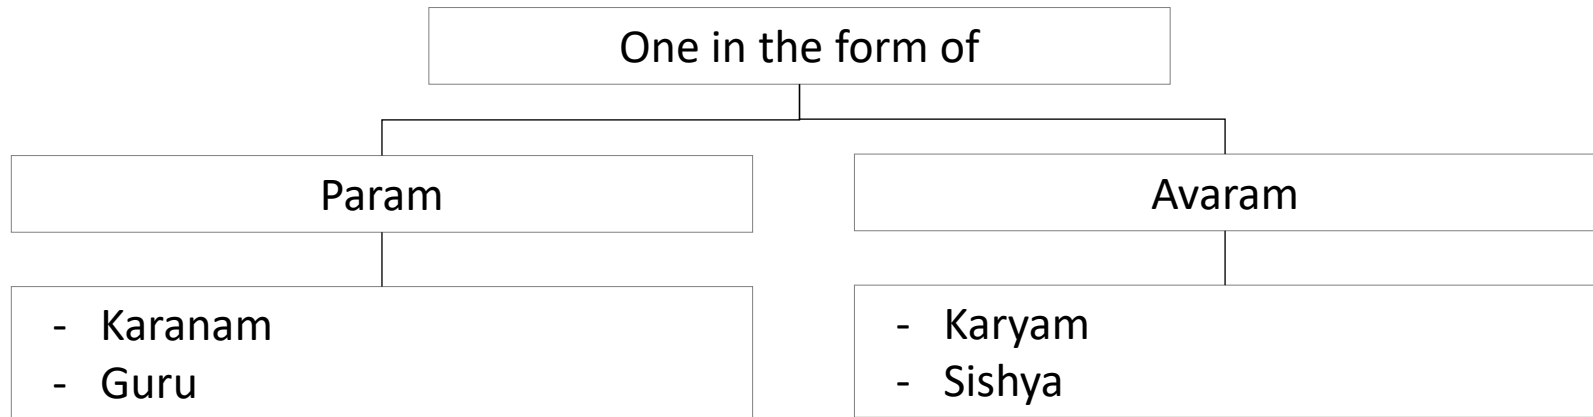 One in the form of
Param
Avaram
- Karanam
- Guru
- Karyam
- Sishya